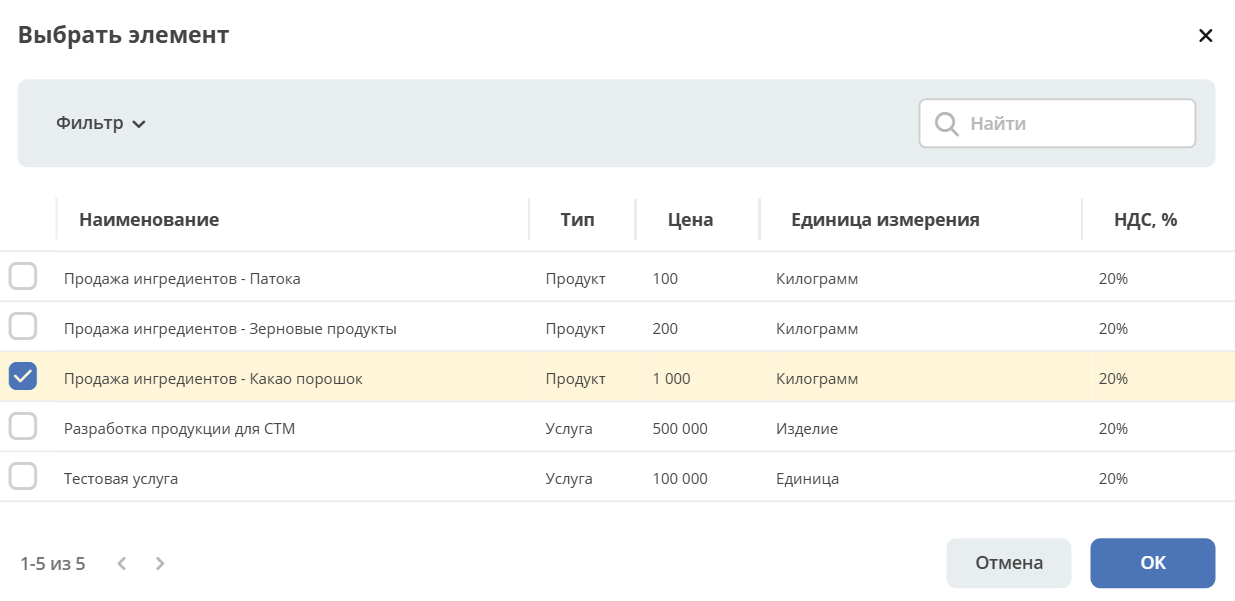 Выбрать элемент
Фильтр
Найти
Наименование Тип Цена Единица измерения НДС, %
Продажа ингредиентов - Патока Продукт 100 Килограмм 20%
Продажа ингредиентов - Зерновые продукты Продукт 200 Килограмм 20%
Продажа ингредиентов - Какао порошок Продукт 1 000 Килограмм 20%
Разработка продукции для СТМ Услуга 500 000 Изделие 20%
Тестовая услуга Услуга 100 000 Единица 20%
1-5 из 5
Отмена
ОК